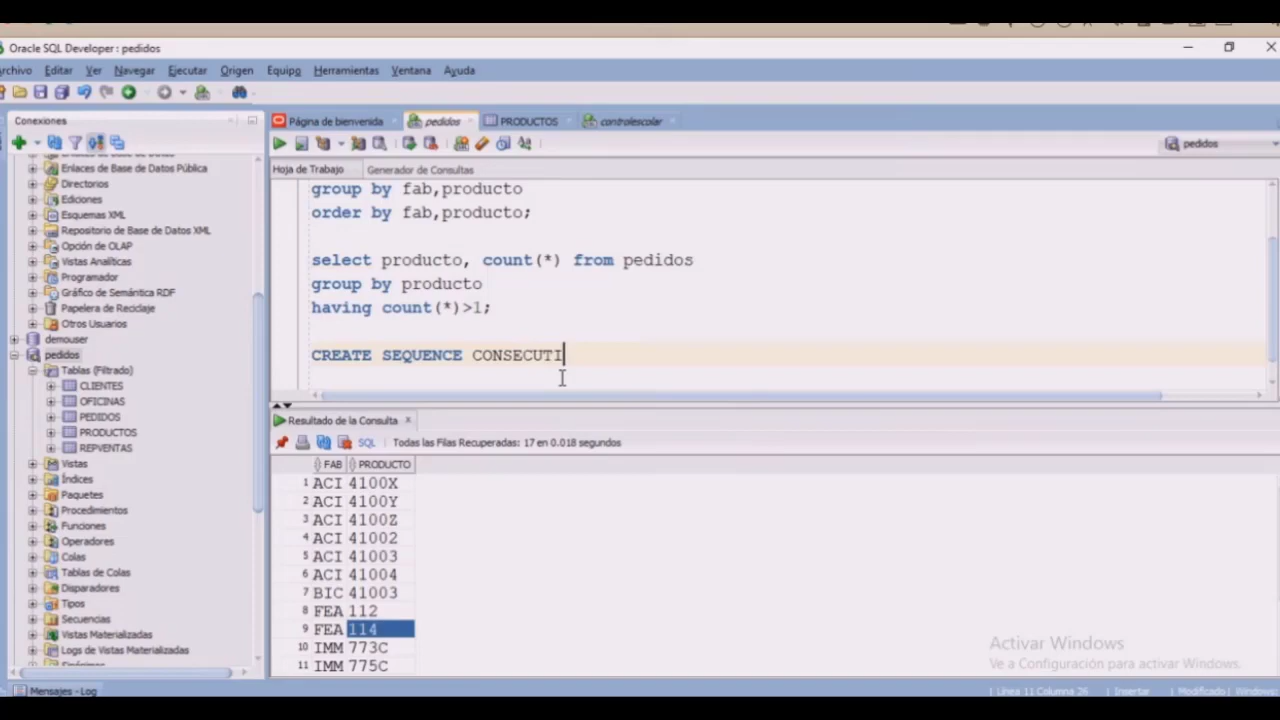 Oracle SQL Developer : pedidos
rchivo Editar Ver Navegar Ejecutar Origen Equipo Herramientas Ventana Ayuda
Conexiones
Página de bienvenida pedidos PRODUCTOS controlescolar
pedidos
Hoja de Trabajo Generador de Consultas
Enlaces de Base de Datos Pública
Directorios
Ediciones
Esquemas XML
Repositorio de Base de Datos XML
Opción de OLAP
Vistas Analíticas
Programador
Gráfico de Semántica RDF
Papelera de Reciclaje
Otros Usuarios
demouser
pedidos
Tablas (Filtrado)
CLIENTES
OFICINAS
PEDIDOS
PRODUCTOS
REPVENTAS
Vistas
Índices
Paquetes
Procedimientos
Funciones
Operadores
Colas
Tablas de Colas
Disparadores
Tipos
Secuencias
Vistas Materializadas
Logs de Vistas Materializadas
group by fab,producto
order by fab,producto;
select producto, count(*) from pedidos
group by producto
having count(*)>1;
CREATE SEQUENCE CONSECUTI
Resultado de la Consulta
SQL Todas las Filas Recuperadas: 17 en 0.018 segundos
FAB PRODUCTO
1 ACI 4100X
2 ACI 4100Y
3 ACI 4100Z
4 ACI 41002
5 ACI 41003
6 ACI 41004
7 BIC 41003
8 FEA 112
9 FEA 114
10 IMM 773C
11 IMM 775C
Activar Windows
Ve a Configuración para activar Windows.
Mensajes - Log
Línea 11 Columna 26 Insertar Modificado Windows